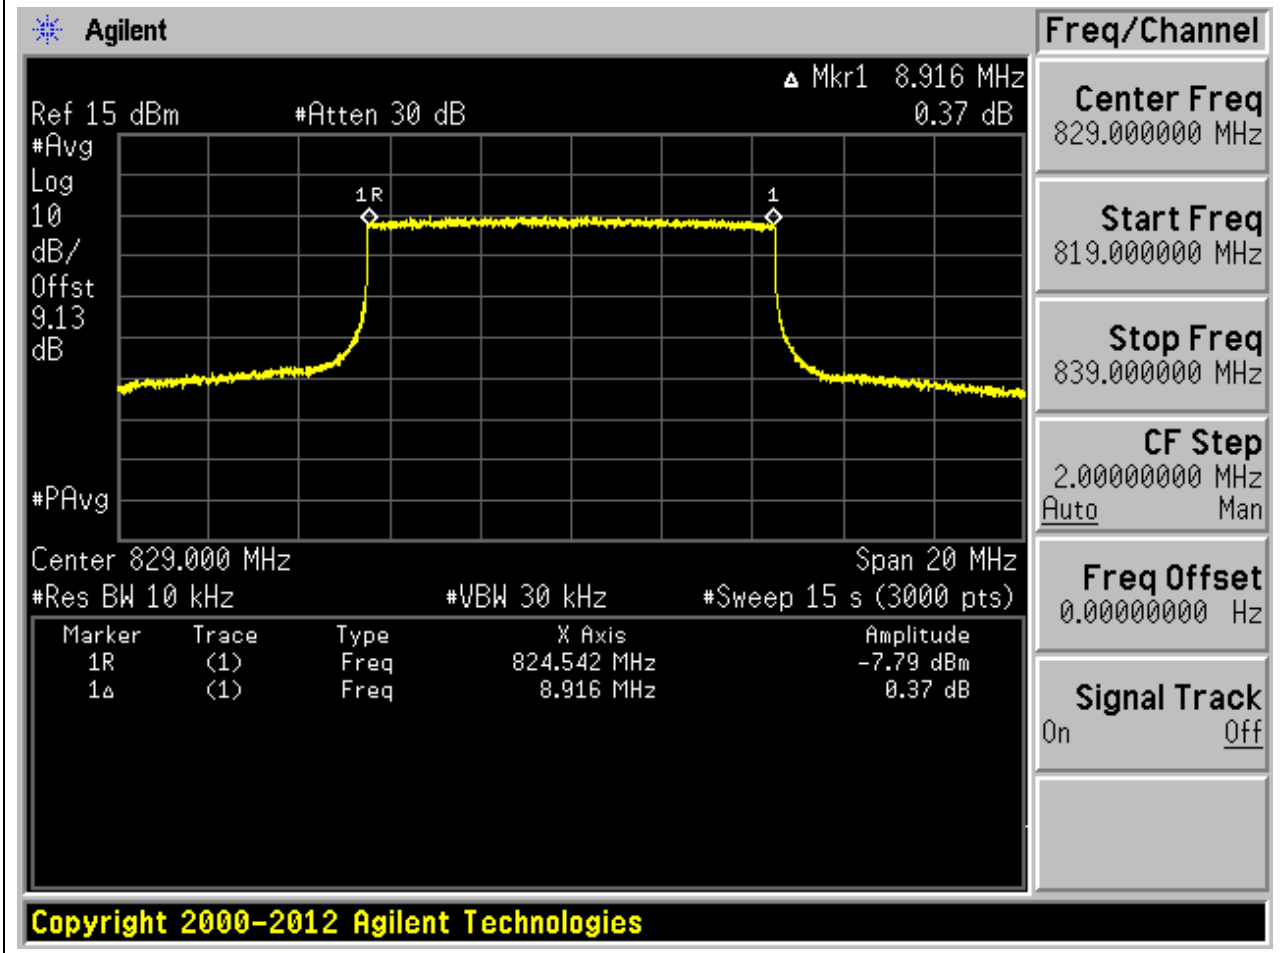 Agilent
Freq/Channel
Δ Mkr1 8.916 MHz
Ref 15 dBm #Atten 30 dB 0.37 dB
#Avg
Log
10
dB/
Offst
9.13
dB
1R
1
#PAvg
Center 829.000 MHz Span 20 MHz
#Res BW 10 kHz #VBW 30 kHz #Sweep 15 s (3000 pts)
Marker Trace Type X Axis Amplitude
1R (1) Freq 824.542 MHz -7.79 dBm
1Δ (1) Freq 8.916 MHz 0.37 dB
Center Freq
829.000000 MHz
Start Freq
819.000000 MHz
Stop Freq
839.000000 MHz
CF Step
2.00000000 MHz
Auto Man
Freq Offset
0.00000000 Hz
Signal Track
On Off
Copyright 2000-2012 Agilent Technologies